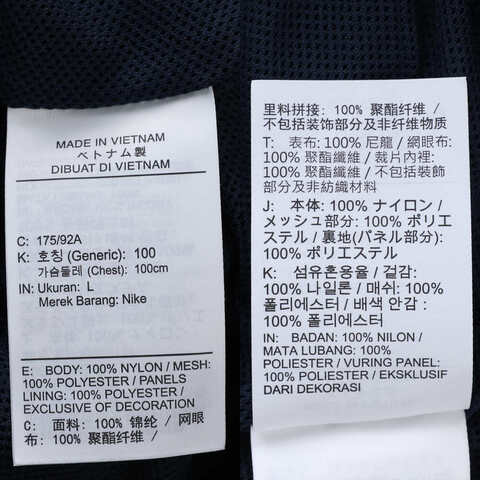 MADE IN VIETNAM
ベトナム製
DIBUAT DI VIETNAM
C: 175/92A
K: 호칭 (Generic): 100
가슴둘레 (Chest): 100cm
IN: Ukuran: L
Merek Barang: Nike
E: BODY: 100% NYLON / MESH:
100% POLYESTER / PANELS
LINING: 100% POLYESTER /
EXCLUSIVE OF DECORATION
C: 面料: 100% 锦纶 / 网眼
布: 100% 聚酯纤维 /
里料拼接: 100% 聚酯纤维 /
不包括装饰部分及非纤维物质
T: 表布: 100% 尼龍 / 網眼布:
100% 聚酯纖維 / 裁片內裡:
100% 聚酯纖維 / 不包括裝飾
部分及非紡織材料
J: 本体: 100% ナイロン /
メッシュ部分: 100% ポリエ
ステル / 裏地(パネル部分):
100% ポリエステル
K: 섬유혼용율 / 겉감:
100% 나일론 / 매쉬: 100%
폴리에스터 / 배색 안감 :
100% 폴리에스터
IN: BADAN: 100% NILON /
MATA LUBANG: 100%
POLIESTER / VURING PANEL:
100% POLIESTER / EKSKLUSIF
DARI DEKORASI